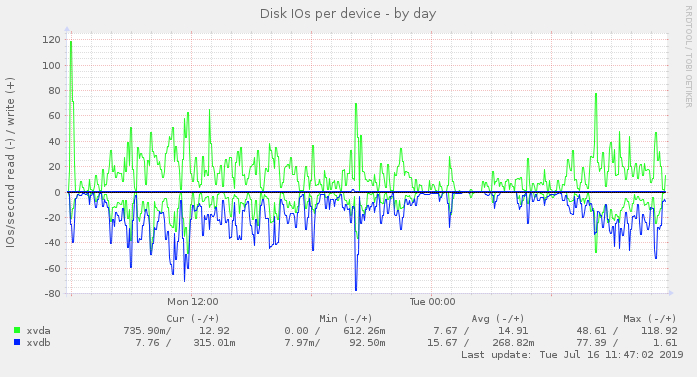 Disk IOs per device - by day
RRDTOOL / TOBI OETIKER
IOs/second read (-) / write (+)
120
100
80
60
40
20
0
-20
-40
-60
-80
Mon 12:00 Tue 00:00
Cur (-/+) Min (-/+) Avg (-/+) Max (-/+)
xvda 735.90m/ 12.92 0.00 / 612.26m 7.67 / 14.91 48.61 / 118.92
xvdb 7.76 / 315.01m 7.97m/ 92.50m 15.67 / 268.82m 77.39 / 1.61
Last update: Tue Jul 16 11:47:02 2019